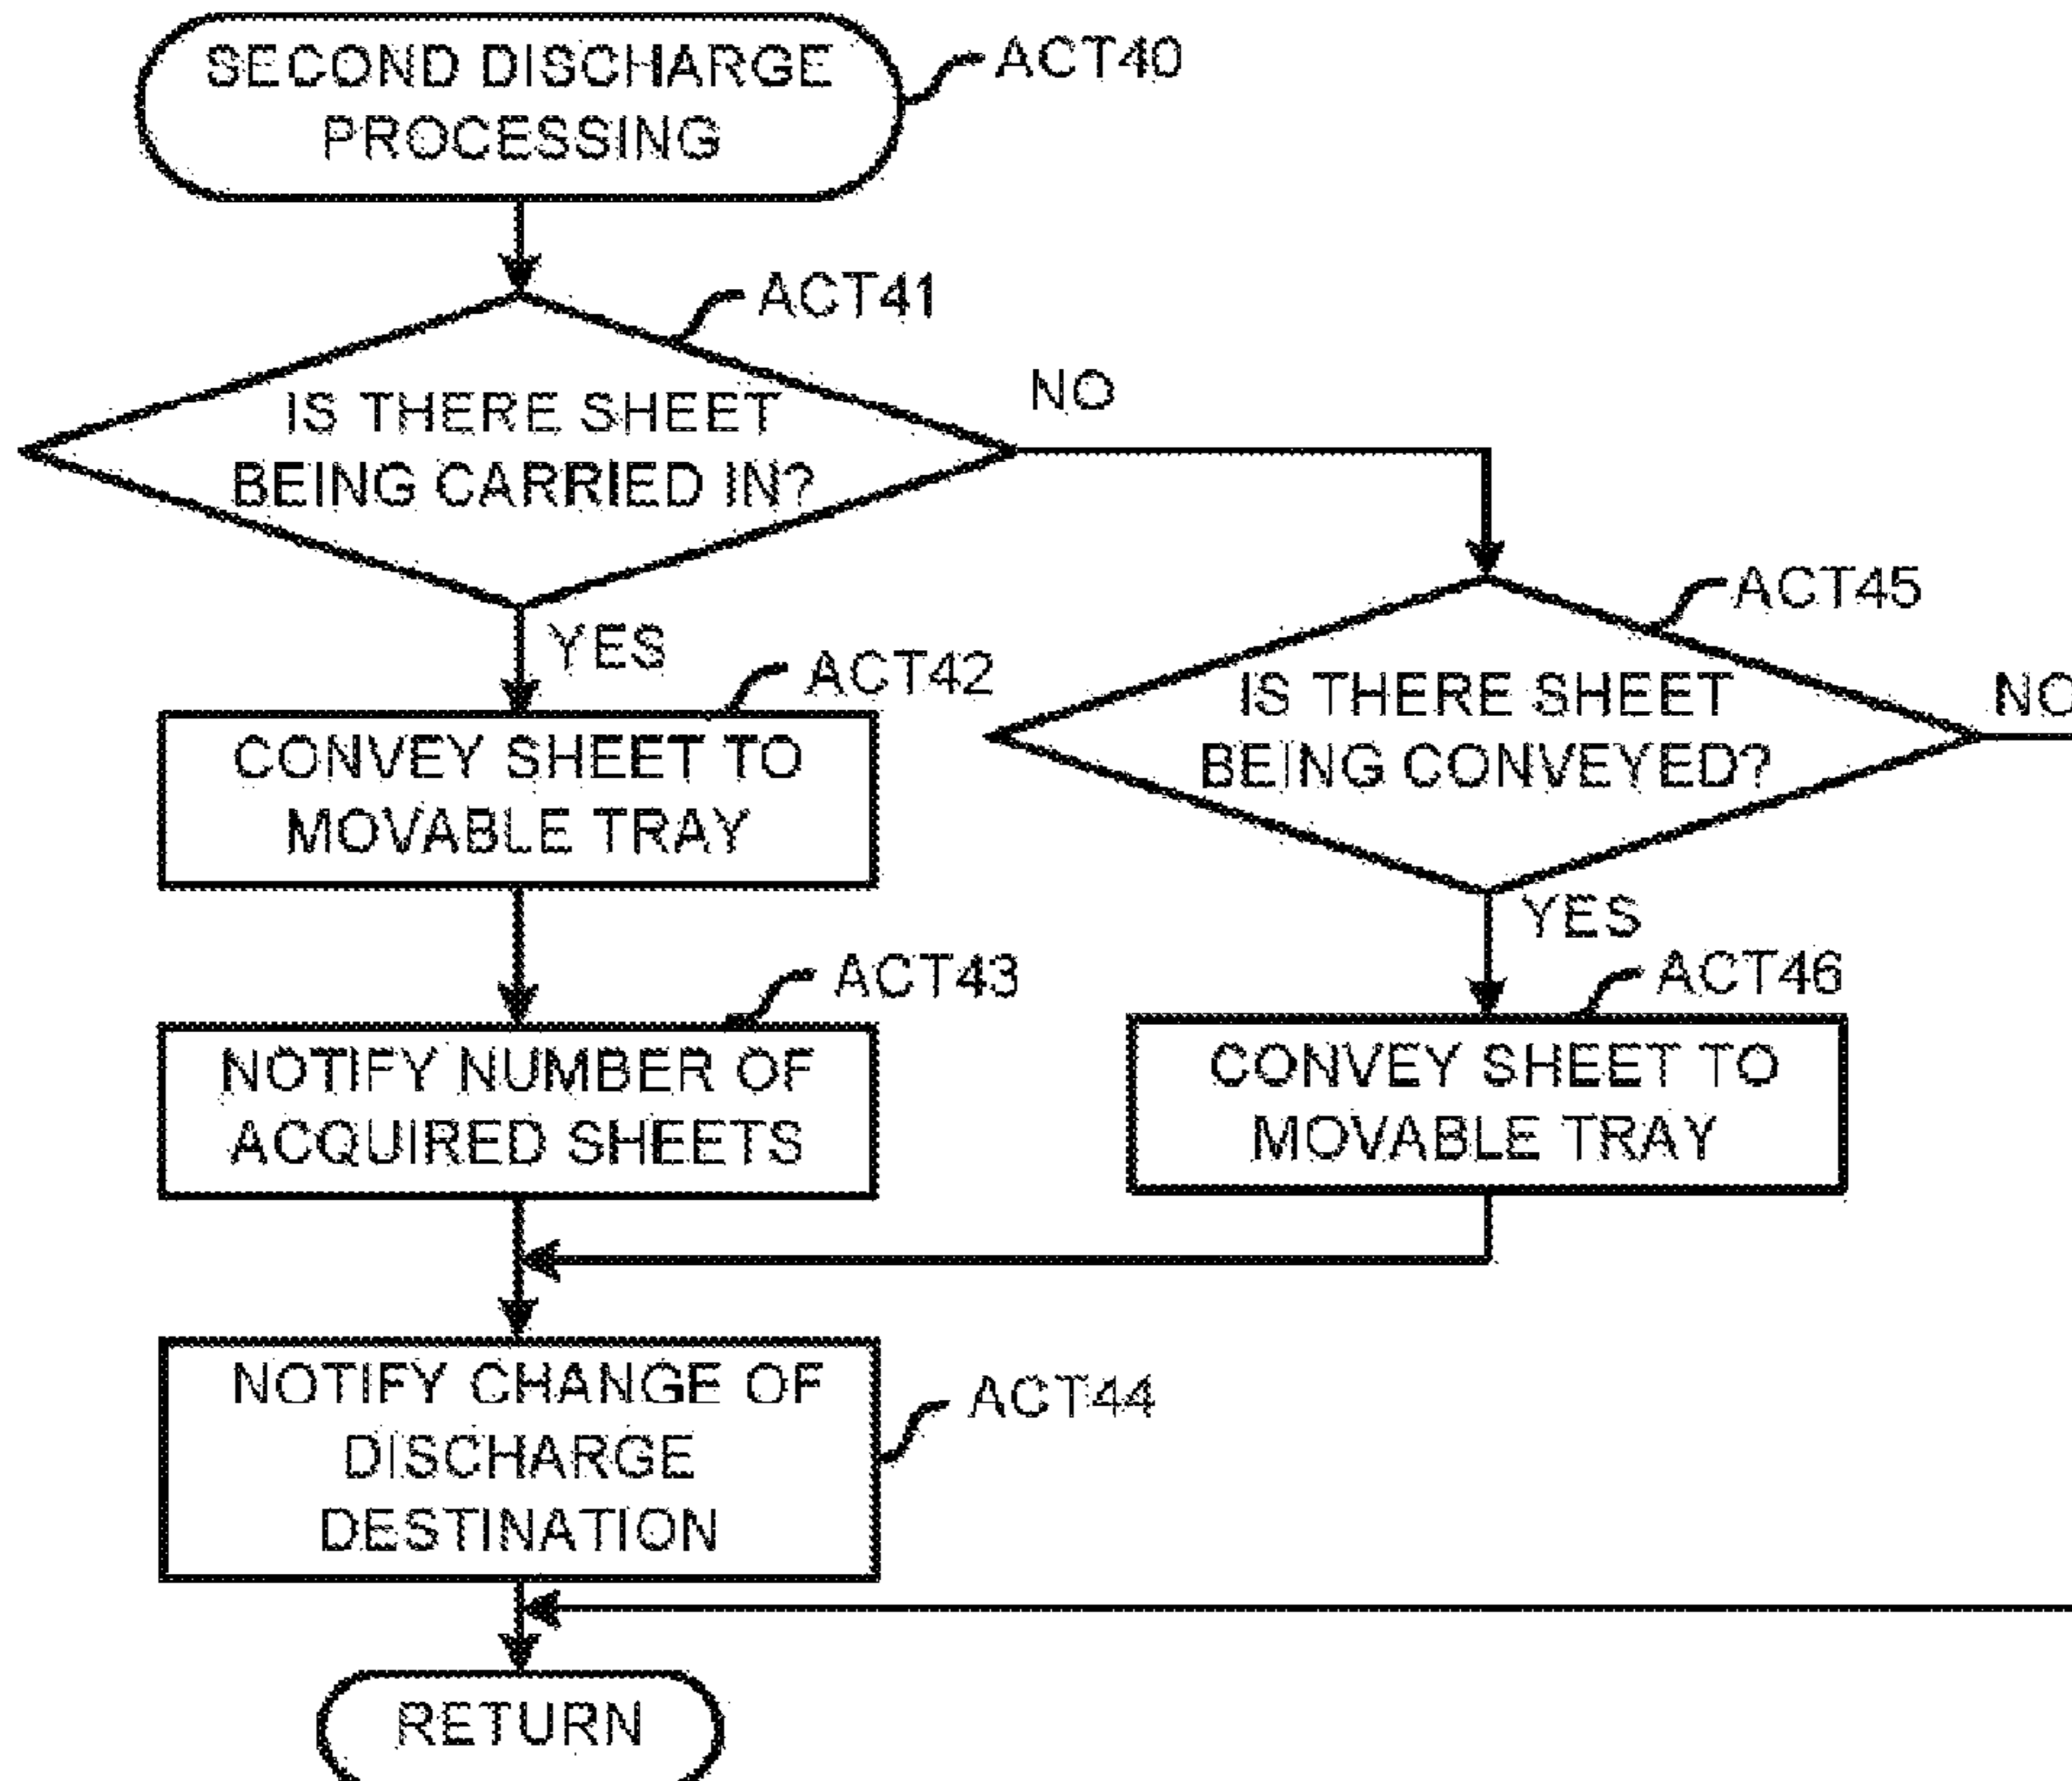 SECOND DISCHARGE
PROCESSING
ACT40
ACT41
IS THERE SHEET
BEING CARRIED IN?
NO
YES
ACT42
CONVEY SHEET TO
MOVABLE TRAY
ACT43
NOTIFY NUMBER OF
ACQUIRED SHEETS
ACT45
IS THERE SHEET
BEING CONVEYED?
NO
YES
ACT46
CONVEY SHEET TO
MOVABLE TRAY
NOTIFY CHANGE OF
DISCHARGE
DESTINATION
ACT44
RETURN